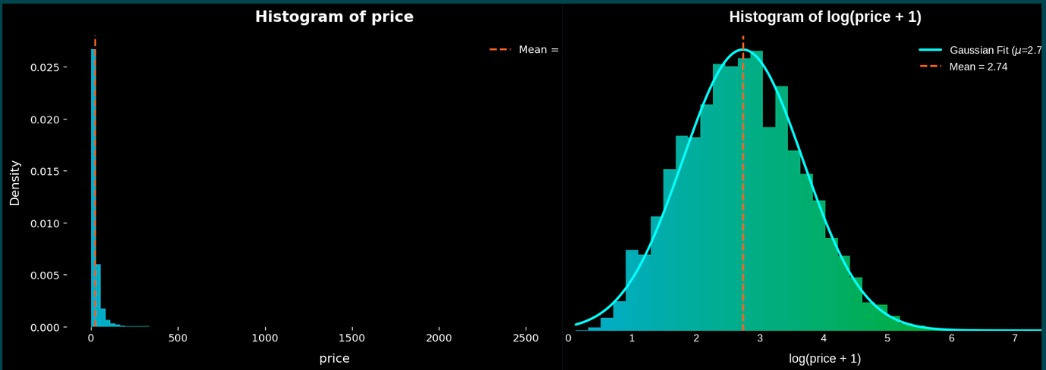 Histogram of price
Mean =
Density
0.025
0.020
0.015
0.010
0.005
0.000
0 500 1000 1500 2000 2500
price
Histogram of log(price + 1)
Gaussian Fit (μ=2.7
Mean = 2.74
0 1 2 3 4 5 6 7
log(price + 1)